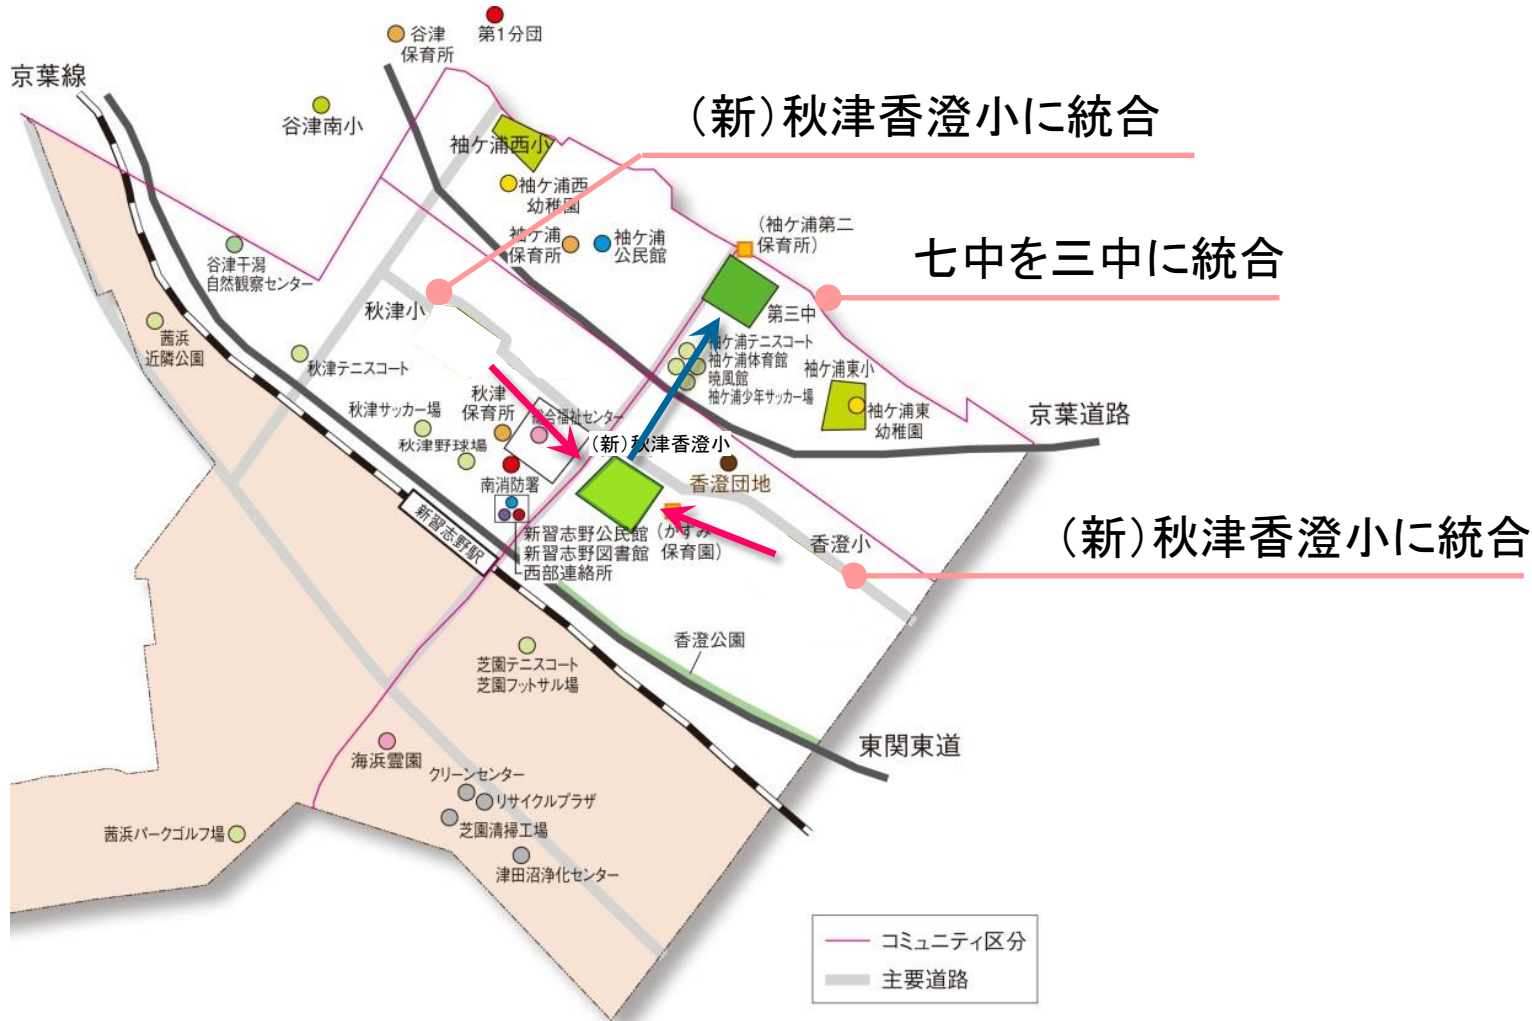 谷津
保育所
第1分団
京葉線
谷津南小
(新)秋津香澄小に統合
袖ケ浦西小
袖ケ浦西
幼稚園
袖ケ浦
保育所
袖ケ浦
公民館
(袖ケ浦第二
保育所)
七中を三中に統合
谷津干潟
自然観察センター
秋津小
第三中
茜浜
近隣公園
秋津テニスコート
袖ケ浦テニスコート
袖ケ浦体育館
暁風館
袖ケ浦少年サッカー場
袖ケ浦東小
袖ケ浦東
幼稚園
京葉道路
秋津サッカー場
秋津
保育所
総合福祉センター
秋津野球場
(新)秋津香澄小
南消防署
香澄団地
新習志野駅
新習志野公民館
新習志野図書館
西部連絡所
(かすみ
保育園)
香澄小
(新)秋津香澄小に統合
香澄公園
芝園テニスコート
芝園フットサル場
東関東道
海浜霊園
クリーンセンター
リサイクルプラザ
芝園清掃工場
茜浜パークゴルフ場
津田沼浄化センター
コミュニティ区分
主要道路